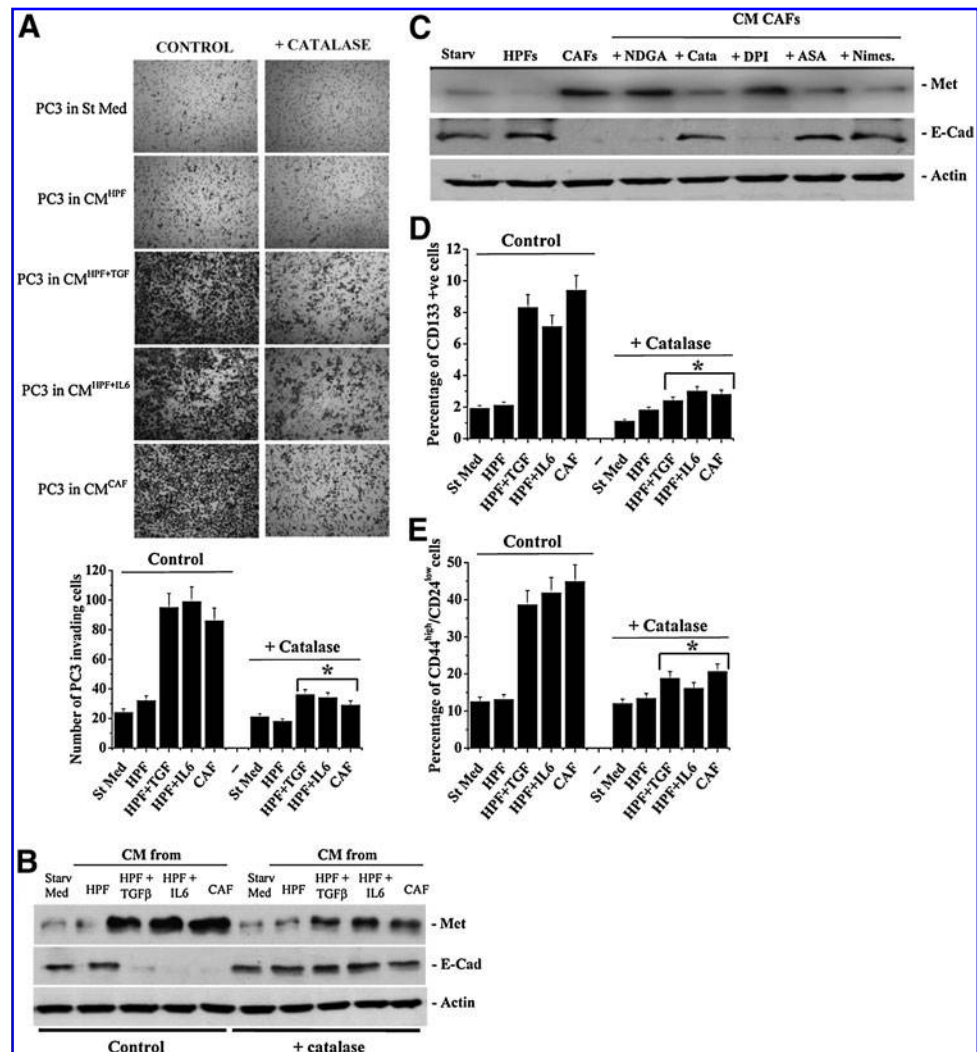 A
CONTROL
+ CATALASE
PC3 in St Med
PC3 in CM^HPF
PC3 in CM^HPF+TGF
PC3 in CM^HPF+IL6
PC3 in CM^CAF
Number of PC3 invading cells
120
100
80
60
40
20
0
Control
+ Catalase
*
St Med
HPF
HPF+TGF
HPF+IL6
CAF
–
St Med
HPF
HPF+TGF
HPF+IL6
CAF
B
CM from
CM from
Starv Med
HPF
HPF + TGFβ
HPF + IL6
CAF
Starv Med
HPF
HPF + TGFβ
HPF + IL6
CAF
- Met
- E-Cad
- Actin
Control
+ catalase
C
CM CAFs
Starv
HPFs
CAFs
+ NDGA
+ Cata
+ DPI
+ ASA
+ Nimes.
- Met
- E-Cad
- Actin
D
Percentage of CD133 +ve cells
12
10
8
6
4
2
0
Control
+ Catalase
*
St Med
HPF
HPF+TGF
HPF+IL6
CAF
–
St Med
HPF
HPF+TGF
HPF+IL6
CAF
E
Percentage of CD44^high/CD24^low cells
50
40
30
20
10
0
Control
+ Catalase
*
St Med
HPF
HPF+TGF
HPF+IL6
CAF
–
St Med
HPF
HPF+TGF
HPF+IL6
CAF